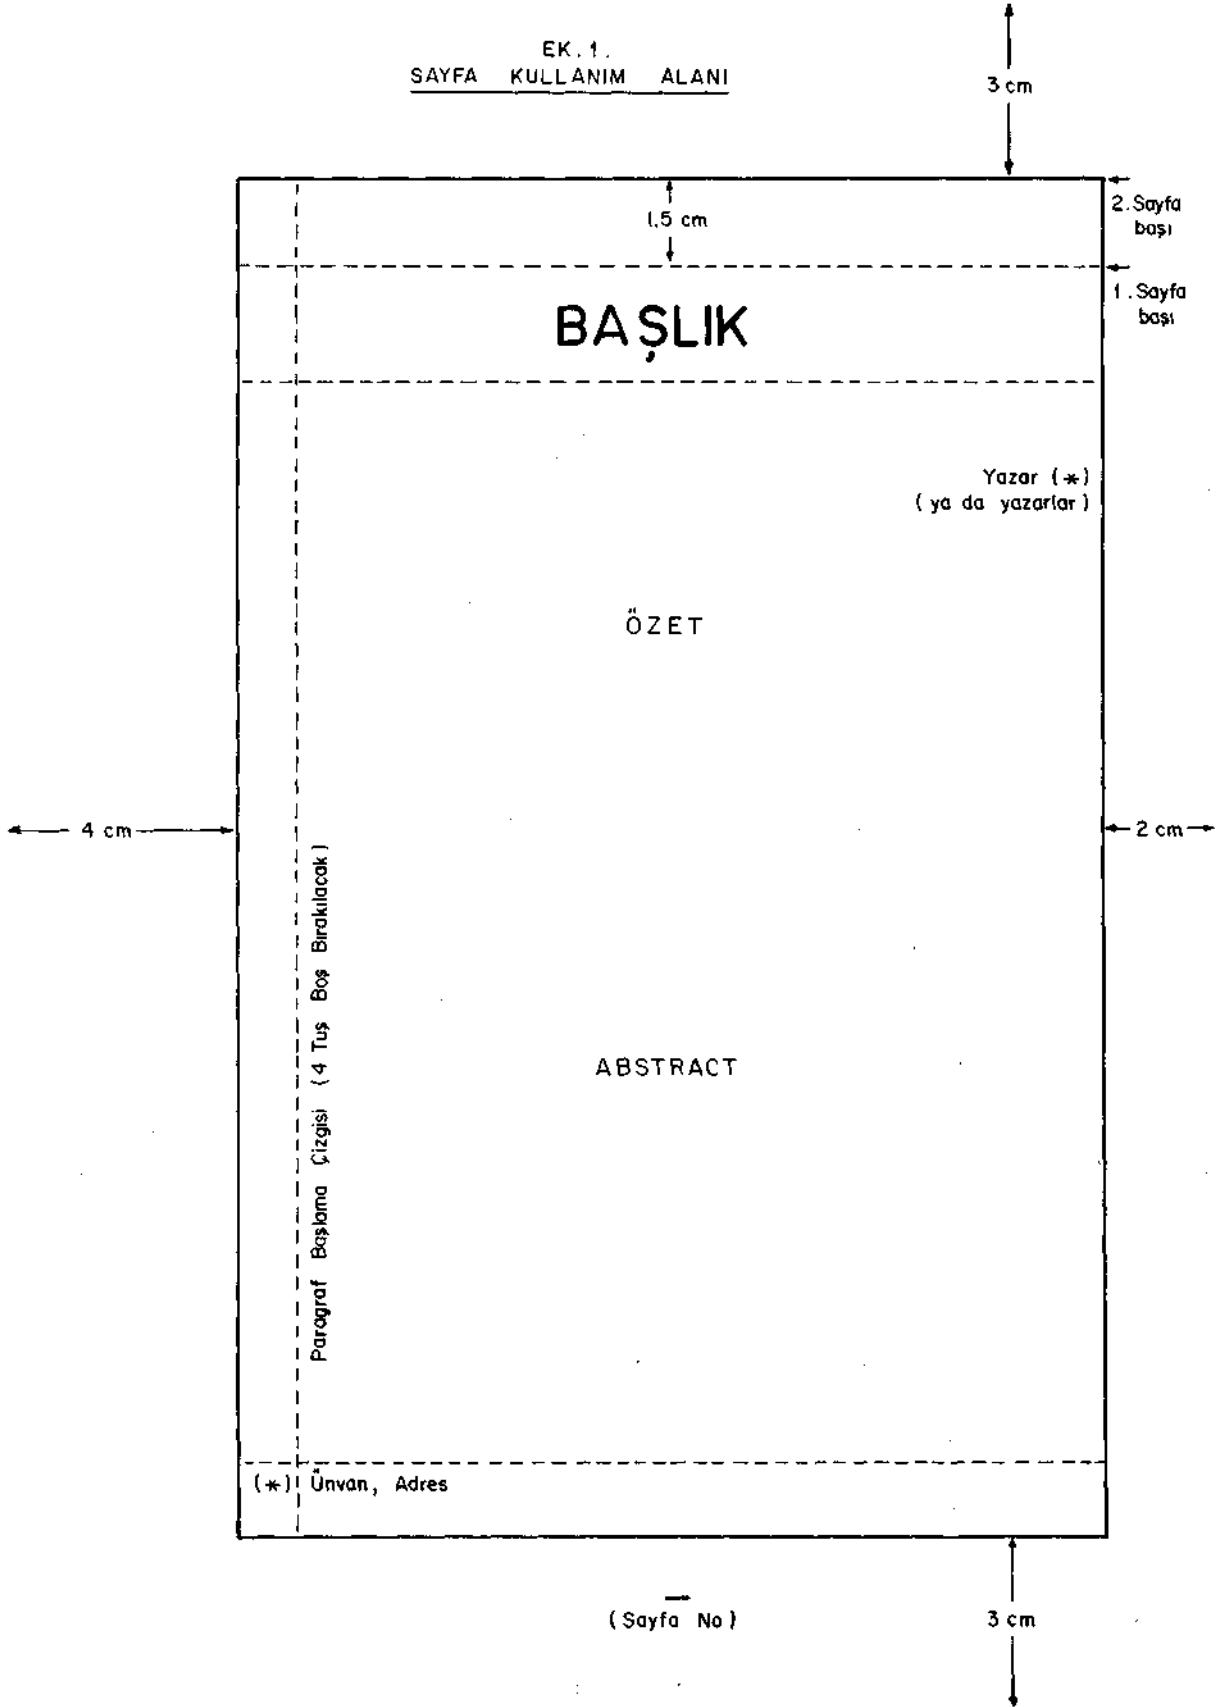 EK.1.
SAYFA KULLANIM ALANI
3 cm
1,5 cm
2.Sayfa
başı
1.Sayfa
başı
BAŞLIK
Yazar (*)
(ya da yazarlar)
ÖZET
4 cm
2 cm
Paragraf Başlama Çizgisi (4 Tuş Boş Bırakılacak)
ABSTRACT
(*) Ünvan, Adres
(Sayfa No)
3 cm